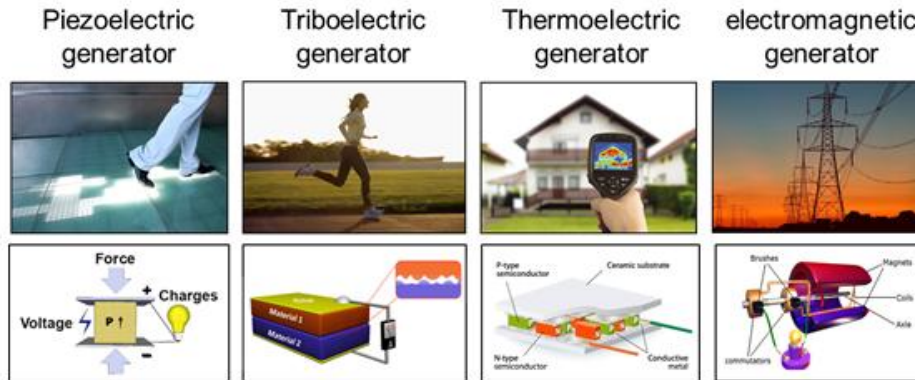 Piezoelectric
generator
Triboelectric
generator
Thermoelectric
generator
electromagnetic
generator
Force
+
Charges
Voltage
P ↑
-
Material 1
Material 2
P-type
semiconductor
Ceramic substrate
N-type
semiconductor
Conductive
metal
Brushes
Magnets
Coils
Axle
commutators